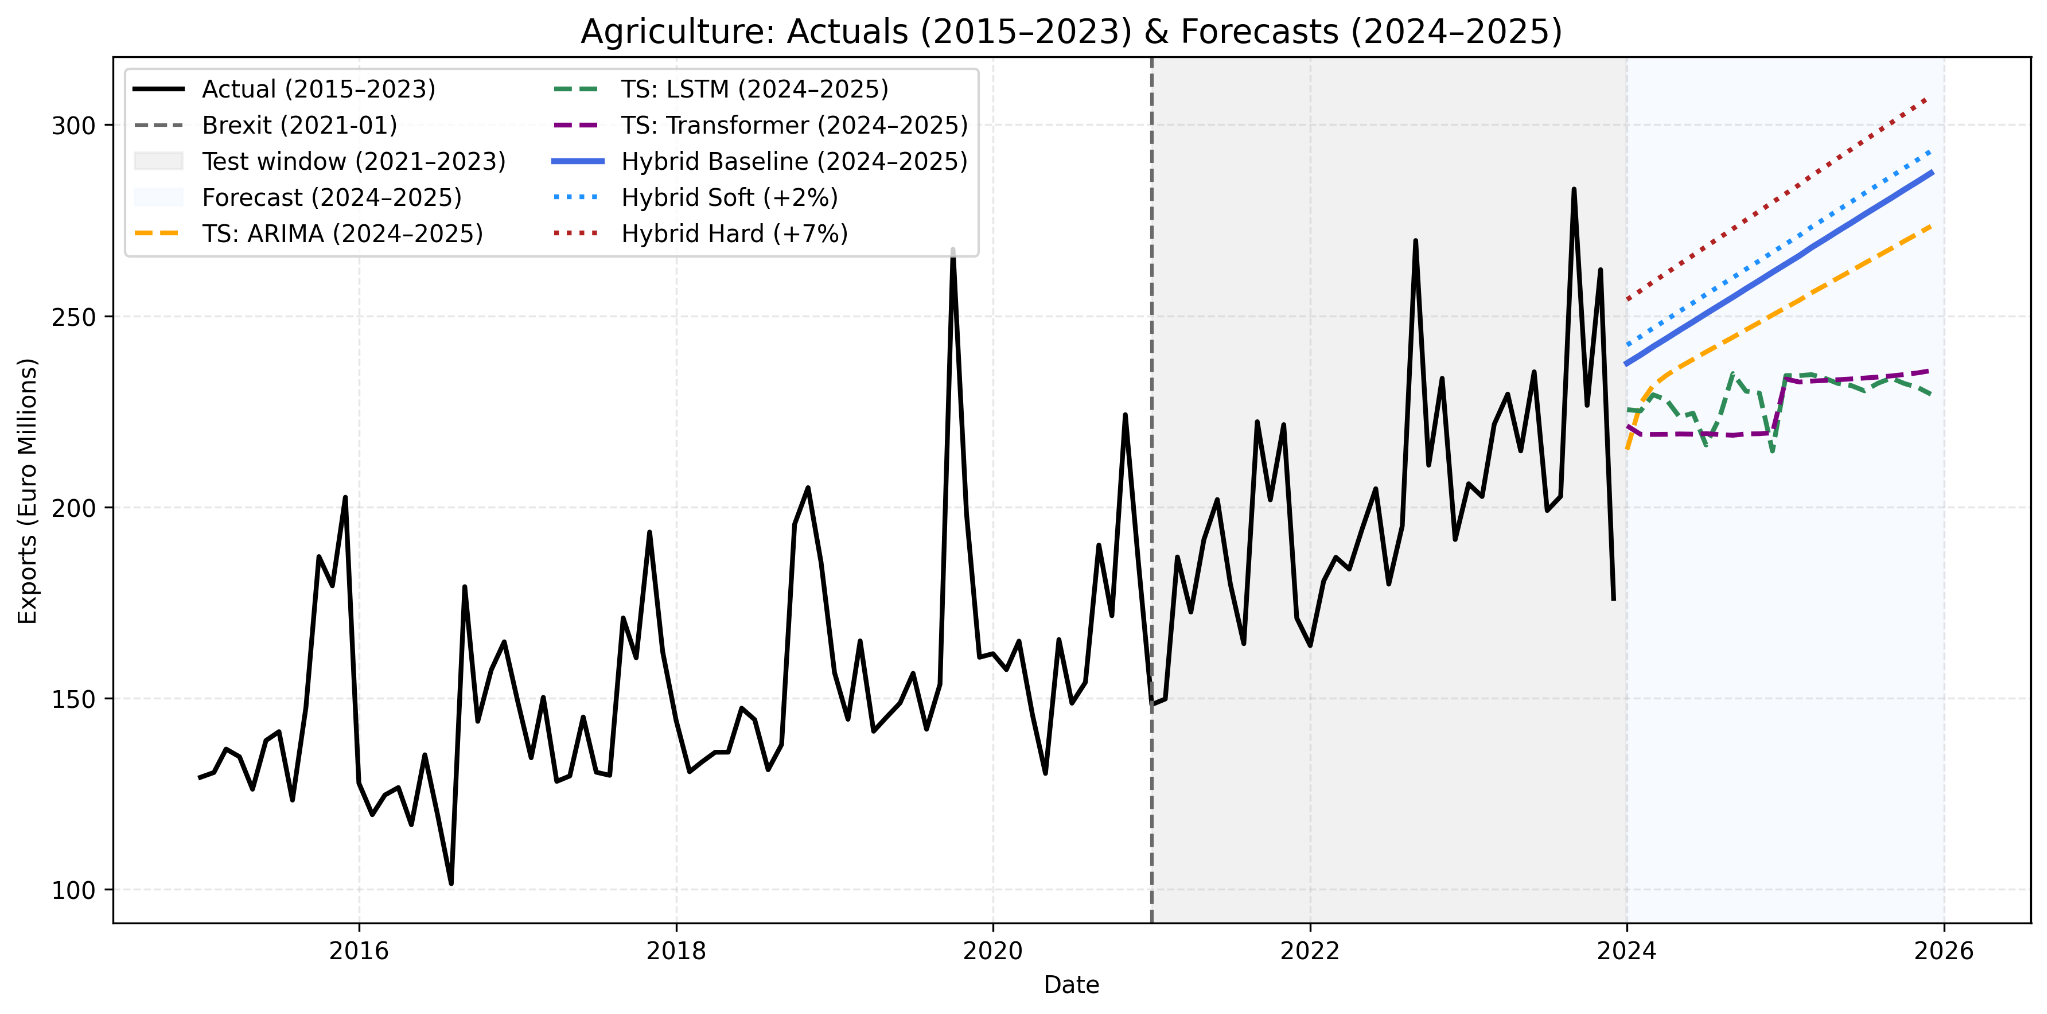 Agriculture: Actuals (2015–2023) & Forecasts (2024–2025)
Actual (2015–2023)
Brexit (2021-01)
Test window (2021–2023)
Forecast (2024–2025)
TS: ARIMA (2024–2025)
TS: LSTM (2024–2025)
TS: Transformer (2024–2025)
Hybrid Baseline (2024–2025)
Hybrid Soft (+2%)
Hybrid Hard (+7%)
Exports (Euro Millions)
300
250
200
150
100
2016
2018
2020
2022
2024
2026
Date